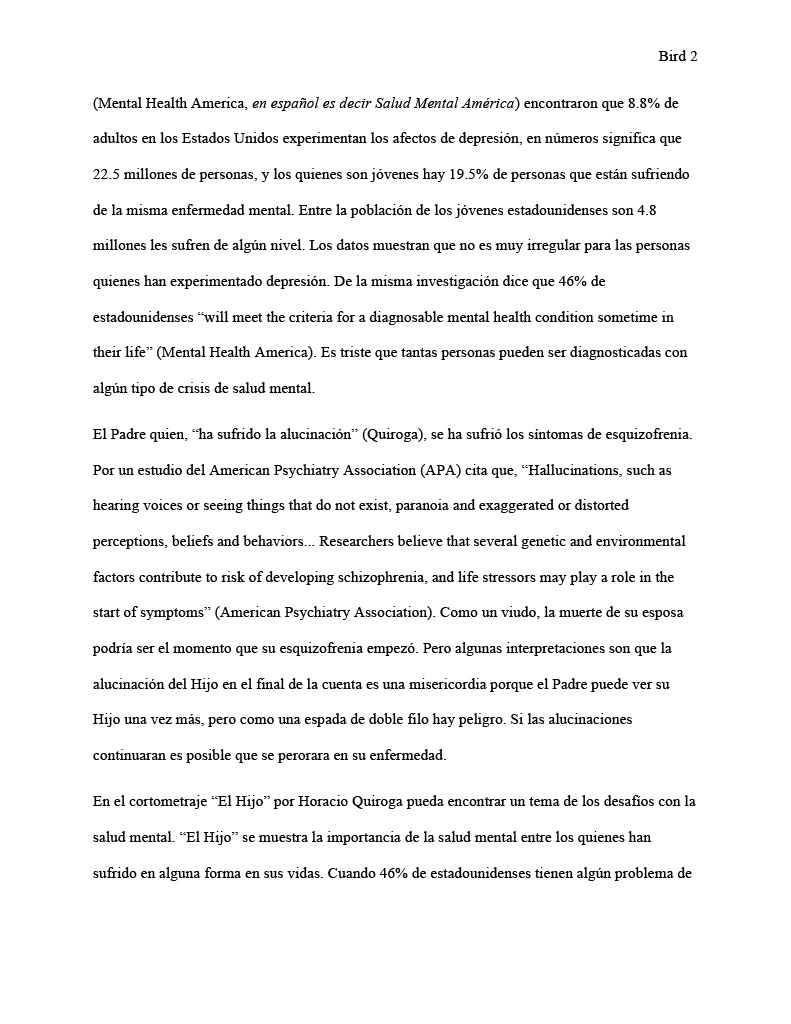 Bird 2
(Mental Health America, en español es decir Salud Mental América) encontraron que 8.8% de
adultos en los Estados Unidos experimentan los afectos de depresión, en números significa que
22.5 millones de personas, y los quienes son jóvenes hay 19.5% de personas que están sufriendo
de la misma enfermedad mental. Entre la población de los jóvenes estadounidenses son 4.8
millones les sufren de algún nivel. Los datos muestran que no es muy irregular para las personas
quienes han experimentado depresión. De la misma investigación dice que 46% de
estadounidenses “will meet the criteria for a diagnosable mental health condition sometime in
their life” (Mental Health America). Es triste que tantas personas pueden ser diagnosticadas con
algún tipo de crisis de salud mental.
El Padre quien, “ha sufrido la alucinación” (Quiroga), se ha sufrió los síntomas de esquizofrenia.
Por un estudio del American Psychiatry Association (APA) cita que, “Hallucinations, such as
hearing voices or seeing things that do not exist, paranoia and exaggerated or distorted
perceptions, beliefs and behaviors... Researchers believe that several genetic and environmental
factors contribute to risk of developing schizophrenia, and life stressors may play a role in the
start of symptoms” (American Psychiatry Association). Como un viudo, la muerte de su esposa
podría ser el momento que su esquizofrenia empezó. Pero algunas interpretaciones son que la
alucinación del Hijo en el final de la cuenta es una misericordia porque el Padre puede ver su
Hijo una vez más, pero como una espada de doble filo hay peligro. Si las alucinaciones
continuaran es posible que se perorara en su enfermedad.
En el cortometraje “El Hijo” por Horacio Quiroga pueda encontrar un tema de los desafíos con la
salud mental. “El Hijo” se muestra la importancia de la salud mental entre los quienes han
sufrido en alguna forma en sus vidas. Cuando 46% de estadounidenses tienen algún problema de